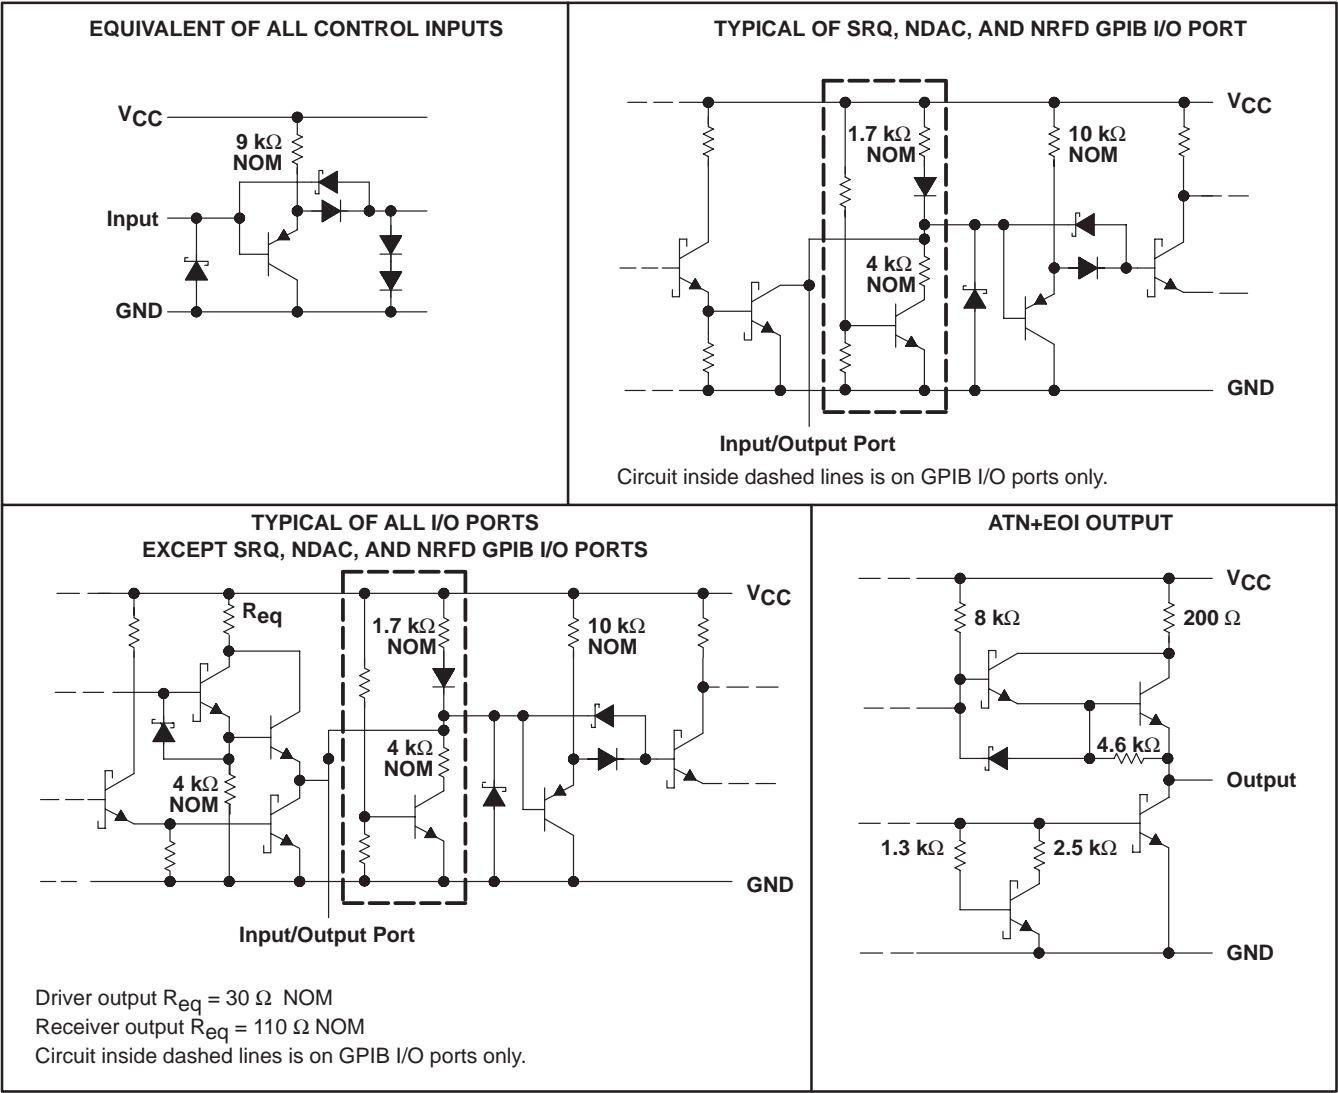 EQUIVALENT OF ALL CONTROL INPUTS
VCC
9 kΩ
NOM
Input
GND
TYPICAL OF SRQ, NDAC, AND NRFD GPIB I/O PORT
VCC
1.7 kΩ
NOM
10 kΩ
NOM
4 kΩ
NOM
GND
Input/Output Port
Circuit inside dashed lines is on GPIB I/O ports only.
TYPICAL OF ALL I/O PORTS
EXCEPT SRQ, NDAC, AND NRFD GPIB I/O PORTS
VCC
Req
1.7 kΩ
NOM
10 kΩ
NOM
4 kΩ
NOM
4 kΩ
NOM
GND
Input/Output Port
Driver output Req = 30 Ω NOM
Receiver output Req = 110 Ω NOM
Circuit inside dashed lines is on GPIB I/O ports only.
ATN+EOI OUTPUT
VCC
8 kΩ
200 Ω
4.6 kΩ
Output
1.3 kΩ
2.5 kΩ
GND